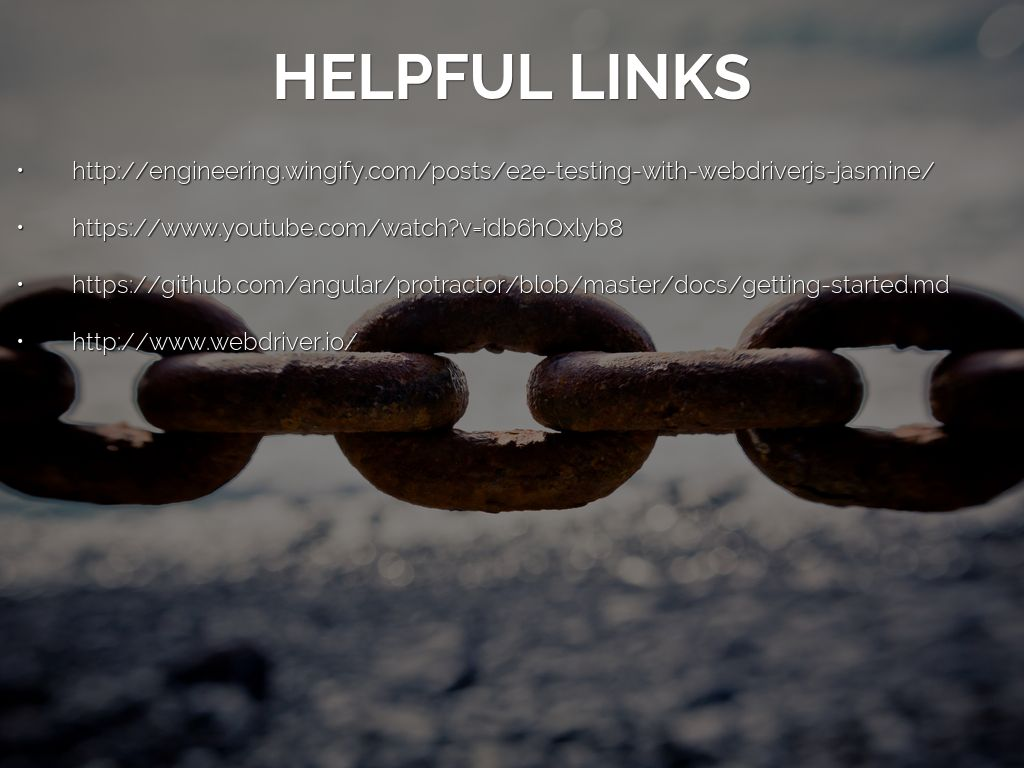 HELPFUL LINKS
• http://engineering.wingify.com/posts/e2e-testing-with-webdriverjs-jasmine/
• https://www.youtube.com/watch?v=idb6hOxlyb8
• https://github.com/angular/protractor/blob/master/docs/getting-started.md
• http://www.webdriver.io/